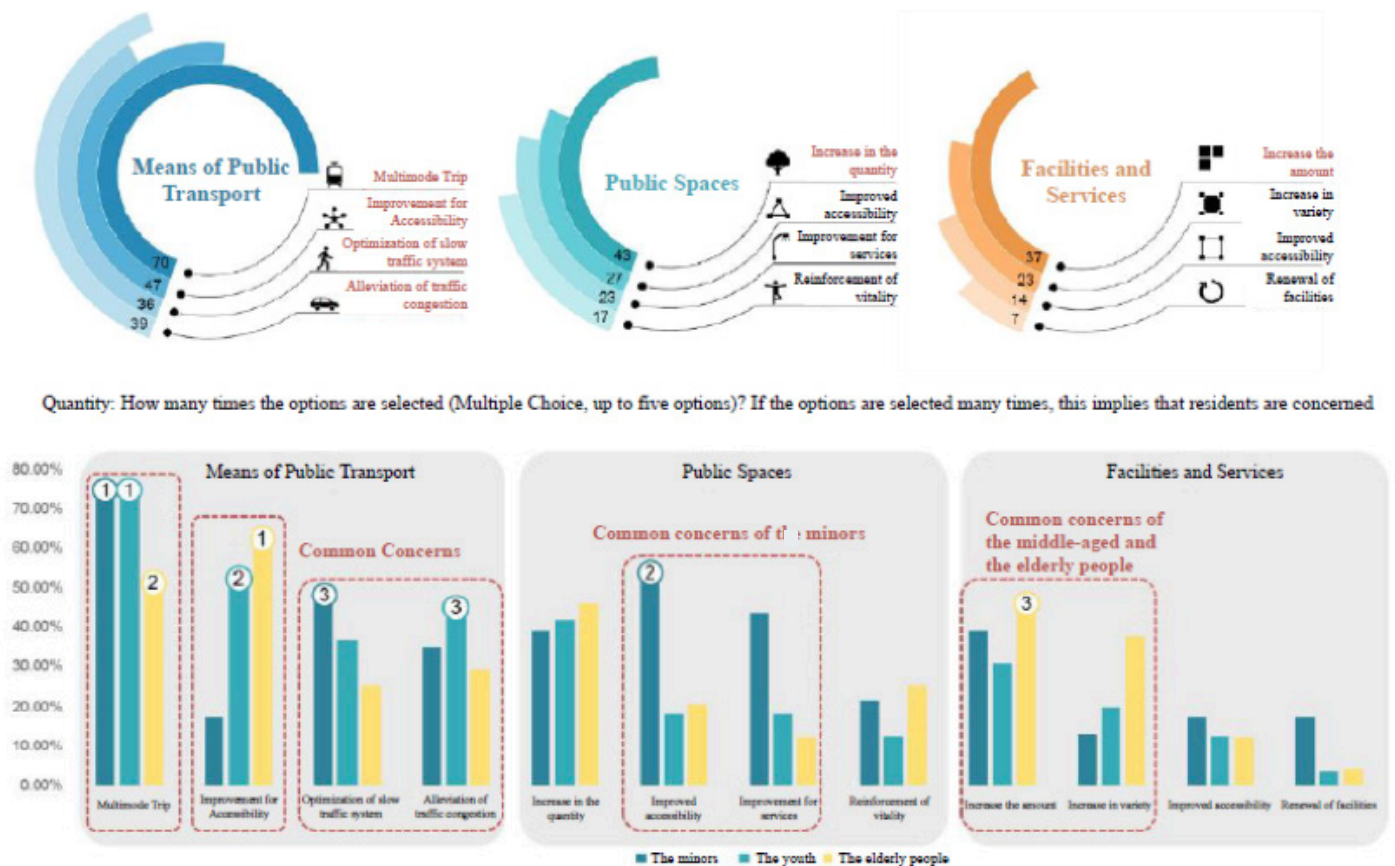 Means of Public
Transport
Multimode Trip
Improvement for
Accessibility
Optimization of slow
traffic system
Alleviation of traffic
congestion
70
47
36
39
Public Spaces
Increase in the
quantity
Improved
accessibility
Improvement for
services
Reinforcement of
vitality
43
27
23
17
Facilities and
Services
Increase the
amount
Increase in
variety
Improved
accessibility
Renewal of
facilities
37
23
14
7
Quantity: How many times the options are selected (Multiple Choice, up to five options)? If the options are selected many times, this implies that residents are concerned
80.00%
70.00%
60.00%
50.00%
40.00%
30.00%
20.00%
10.00%
0.00%
Means of Public Transport
1
1
2
2
1
Common Concerns
3
3
Multimode Trip
Improvement for
Accessibility
Optimization of slow
traffic system
Alleviation of
traffic congestion
Public Spaces
Common concerns of the minors
2
Increase in the
quantity
Improved
accessibility
Improvement for
services
Reinforcement of
vitality
Facilities and Services
Common concerns of
the middle-aged and
the elderly people
3
Increase the amount
Increase in variety
Improved accessibility
Renewal of facilities
The minors
The youth
The elderly people